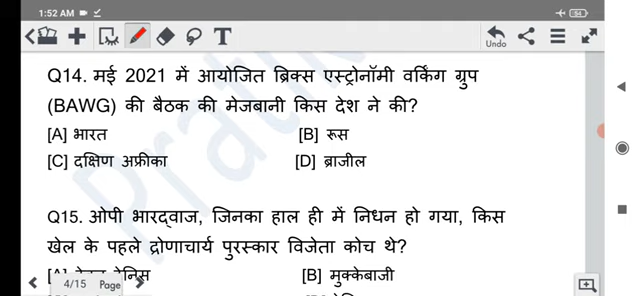 1:52 AM
54
Undo
Q14. मई 2021 में आयोजित ब्रिक्स एस्ट्रोनॉमी वर्किंग ग्रुप
(BAWG) की बैठक की मेजबानी किस देश ने की?
[A] भारत [B] रूस
[C] दक्षिण अफ्रीका [D] ब्राजील
Q15. ओपी भारद्वाज, जिनका हाल ही में निधन हो गया, किस
खेल के पहले द्रोणाचार्य पुरस्कार विजेता कोच थे?
[B] मुक्केबाजी
4/15 Page